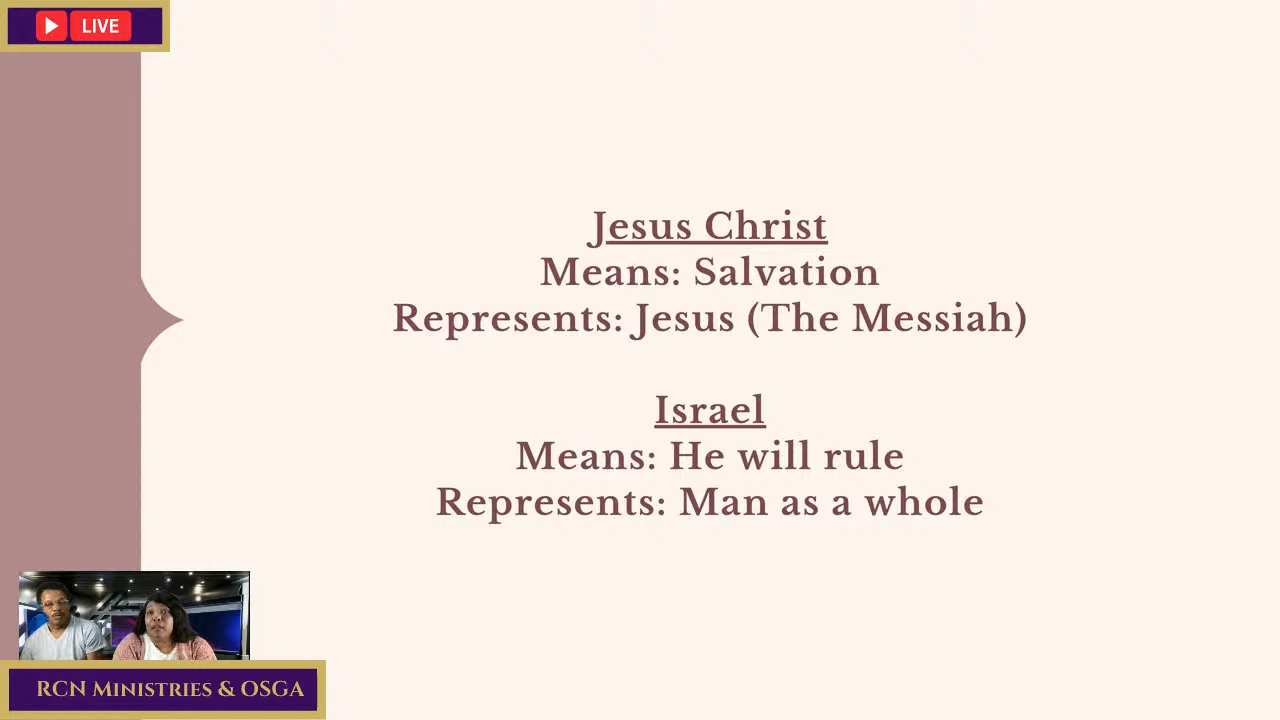 LIVE
Jesus Christ
Means: Salvation
Represents: Jesus (The Messiah)
Israel
Means: He will rule
Represents: Man as a whole
RCN Ministries & OSGA